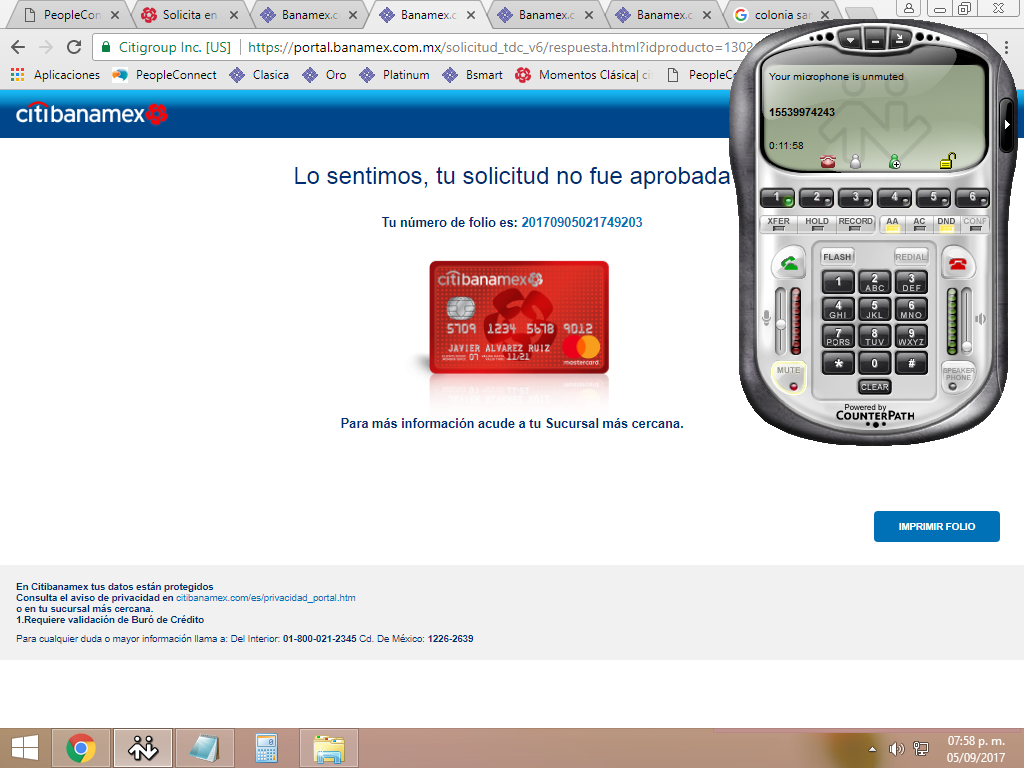 PeopleCon
Solicita en
Banamex.c
Banamex.c
Banamex.c
Banamex.c
colonia sa
Citigroup Inc. [US]
https://portal.banamex.com.mx/solicitud_tdc_v6/respuesta.html?idproducto=1302
Aplicaciones
PeopleConnect
Clasica
Oro
Platinum
Bsmart
Momentos Clásica| ci
PeopleC
citibanamex
Lo sentimos, tu solicitud no fue aprobada
Tu número de folio es: 20170905021749203
citibanamex
5709 1234 5678 9012
07 11/21
JAVIER ALVAREZ RUIZ
mastercard
Para más información acude a tu Sucursal más cercana.
IMPRIMIR FOLIO
En Citibanamex tus datos están protegidos
Consulta el aviso de privacidad en citibanamex.com/es/privacidad_portal.htm
o en tu sucursal más cercana.
1.Requiere validación de Buró de Crédito
Para cualquier duda o mayor información llama a: Del Interior: 01-800-021-2345 Cd. De México: 1226-2639
Your microphone is unmuted
15539974243
0:11:58
1 2 3 4 5 6
XFER HOLD RECORD AA AC DND CONF
FLASH REDIAL
1 2 ABC 3 DEF
4 GHI 5 JKL 6 MNO
7 PQRS 8 TUV 9 WXYZ
* 0 #
MUTE
SPEAKER PHONE
CLEAR
Powered by
COUNTERPATH
07:58 p. m.
05/09/2017